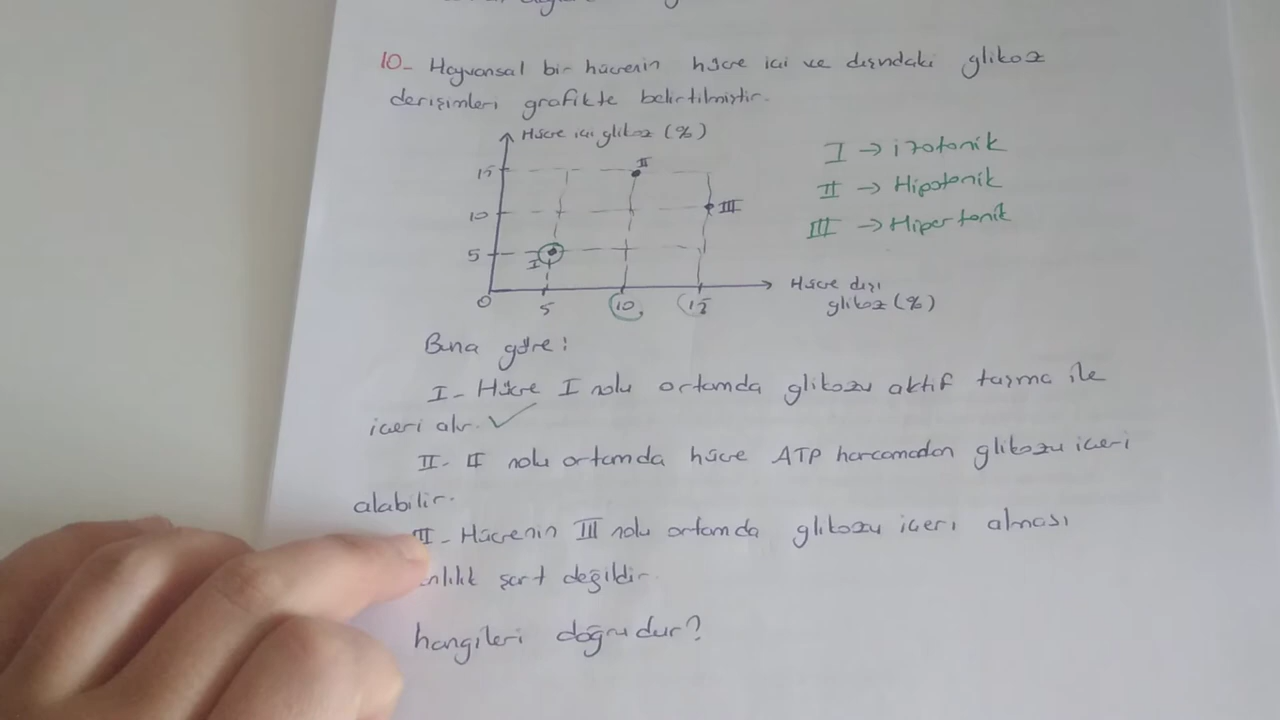 10- Hayvansal bir hücrenin hücre içi ve dışındaki glikoz
derişimleri grafikte belirtilmiştir.
Hücre içi glikoz (%)
15
10
5
0
II
III
I
5
10
15
Hücre dışı
glikoz (%)
I → izotonik
II → Hipotonik
III → Hipertonik
Buna göre:
I- Hücre I nolu ortamda glikozu aktif taşıma ile
içeri alır. ✓
II- II nolu ortamda hücre ATP harcamadan glikozu içeri
alabilir.
II- Hücrenin III nolu ortamda glikozu içeri alması
nlılık şart değildir.
hangileri doğrudur?